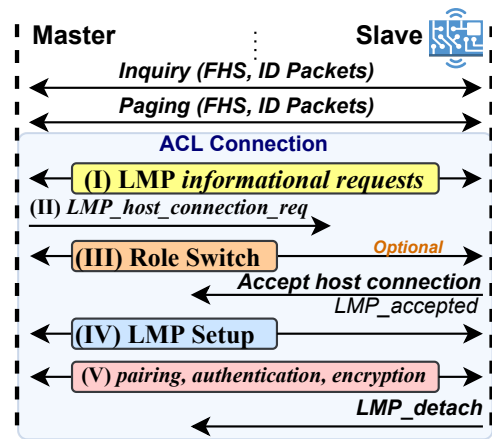 Master Slave
Inquiry (FHS, ID Packets)
Paging (FHS, ID Packets)
ACL Connection
(I) LMP informational requests
(II) LMP_host_connection_req
(III) Role Switch Optional
Accept host connection
LMP_accepted
(IV) LMP Setup
(V) pairing, authentication, encryption
LMP_detach